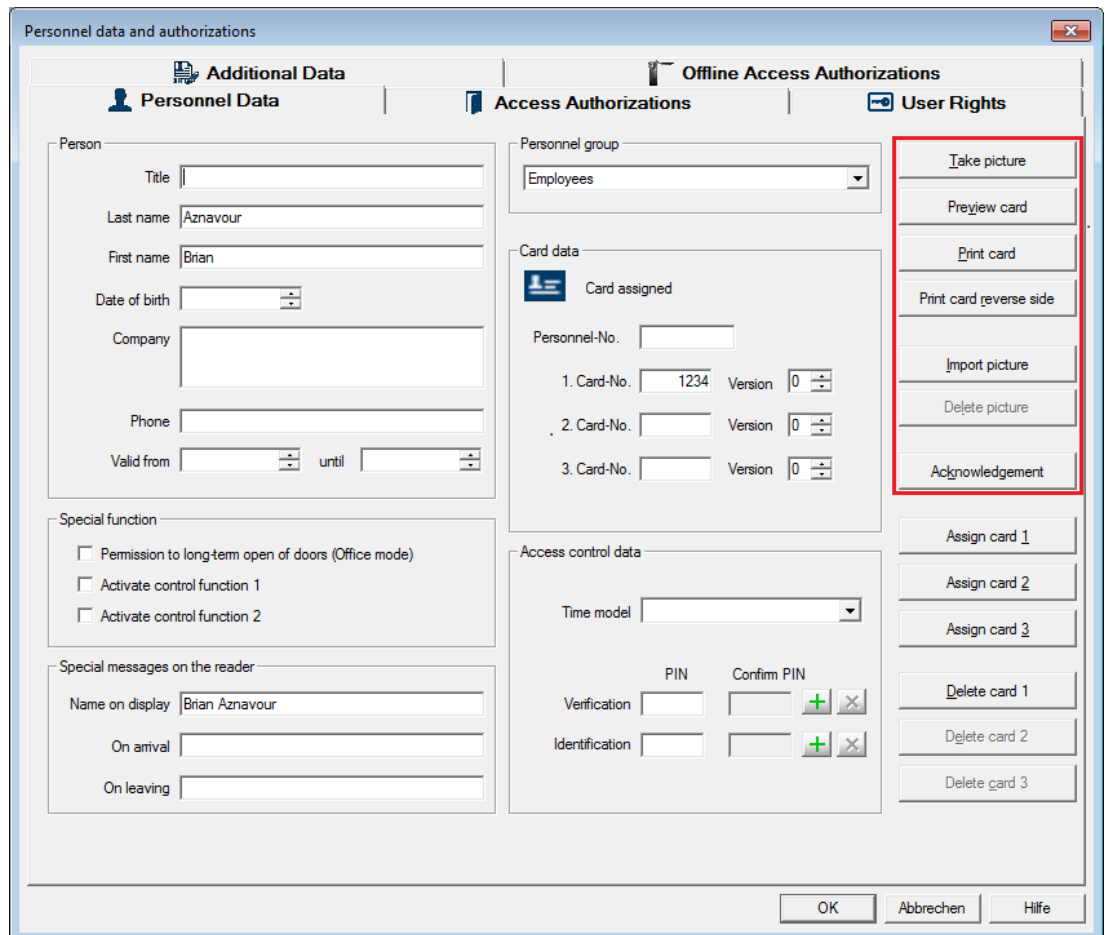 Personnel data and authorizations
Additional Data
Offline Access Authorizations
Personnel Data
Access Authorizations
User Rights
Person
Title
Last name Aznavour
First name Brian
Date of birth
Company
Phone
Valid from until
Special function
Permission to long-term open of doors (Office mode)
Activate control function 1
Activate control function 2
Special messages on the reader
Name on display Brian Aznavour
On arrival
On leaving
Personnel group
Employees
Card data
Card assigned
Personnel-No.
1. Card-No. 1234 Version 0
2. Card-No. Version 0
3. Card-No. Version 0
Access control data
Time model
PIN Confirm PIN
Verification
Identification
Take picture
Preview card
Print card
Print card reverse side
Import picture
Delete picture
Acknowledgement
Assign card 1
Assign card 2
Assign card 3
Delete card 1
Delete card 2
Delete card 3
OK Abbrechen Hilfe